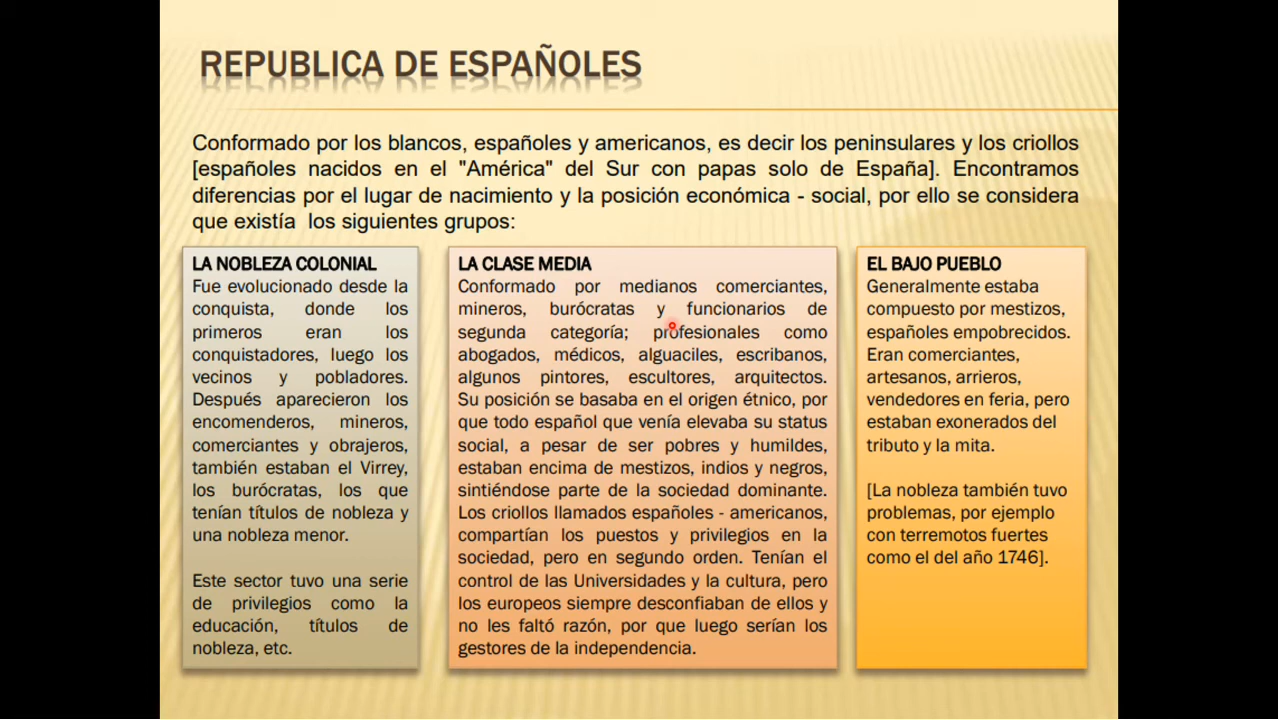 REPUBLICA DE ESPAÑOLES
Conformado por los blancos, españoles y americanos, es decir los peninsulares y los criollos
[españoles nacidos en el "América" del Sur con papas solo de España]. Encontramos
diferencias por el lugar de nacimiento y la posición económica - social, por ello se considera
que existía los siguientes grupos:
LA NOBLEZA COLONIAL
Fue evolucionado desde la
conquista, donde los
primeros eran los
conquistadores, luego los
vecinos y pobladores.
Después aparecieron los
encomenderos, mineros,
comerciantes y obrajeros,
también estaban el Virrey,
los burócratas, los que
tenían títulos de nobleza y
una nobleza menor.
Este sector tuvo una serie
de privilegios como la
educación, títulos de
nobleza, etc.
LA CLASE MEDIA
Conformado por medianos comerciantes,
mineros, burócratas y funcionarios de
segunda categoría; profesionales como
abogados, médicos, alguaciles, escribanos,
algunos pintores, escultores, arquitectos.
Su posición se basaba en el origen étnico, por
que todo español que venía elevaba su status
social, a pesar de ser pobres y humildes,
estaban encima de mestizos, indios y negros,
sintiéndose parte de la sociedad dominante.
Los criollos llamados españoles - americanos,
compartían los puestos y privilegios en la
sociedad, pero en segundo orden. Tenían el
control de las Universidades y la cultura, pero
los europeos siempre desconfiaban de ellos y
no les faltó razón, por que luego serían los
gestores de la independencia.
EL BAJO PUEBLO
Generalmente estaba
compuesto por mestizos,
españoles empobrecidos.
Eran comerciantes,
artesanos, arrieros,
vendedores en feria, pero
estaban exonerados del
tributo y la mita.
[La nobleza también tuvo
problemas, por ejemplo
con terremotos fuertes
como el del año 1746].